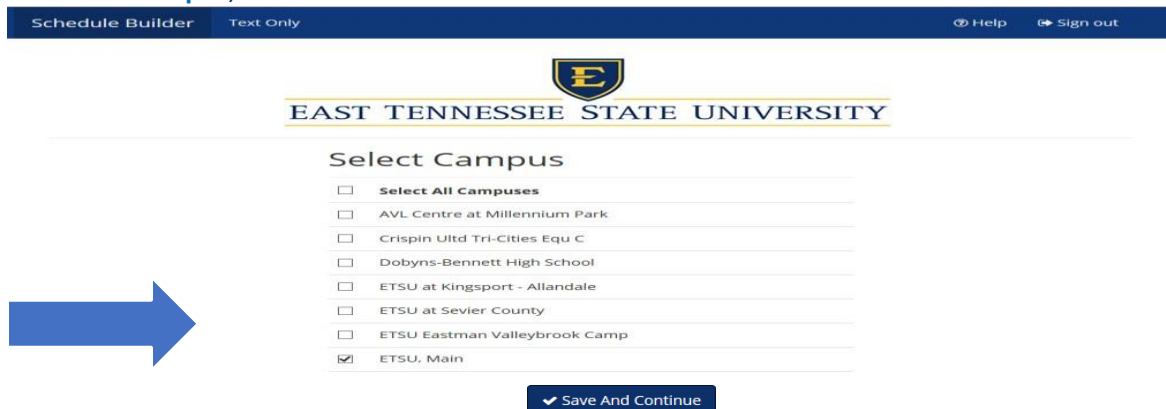 Schedule Builder Text Only Help Sign out
E
EAST TENNESSEE STATE UNIVERSITY
Select Campus
Select All Campuses
AVL Centre at Millennium Park
Crispin Ultd Tri-Cities Equ C
Dobyns-Bennett High School
ETSU at Kingsport - Allandale
ETSU at Sevier County
ETSU Eastman Valleybrook Camp
ETSU, Main
Save And Continue